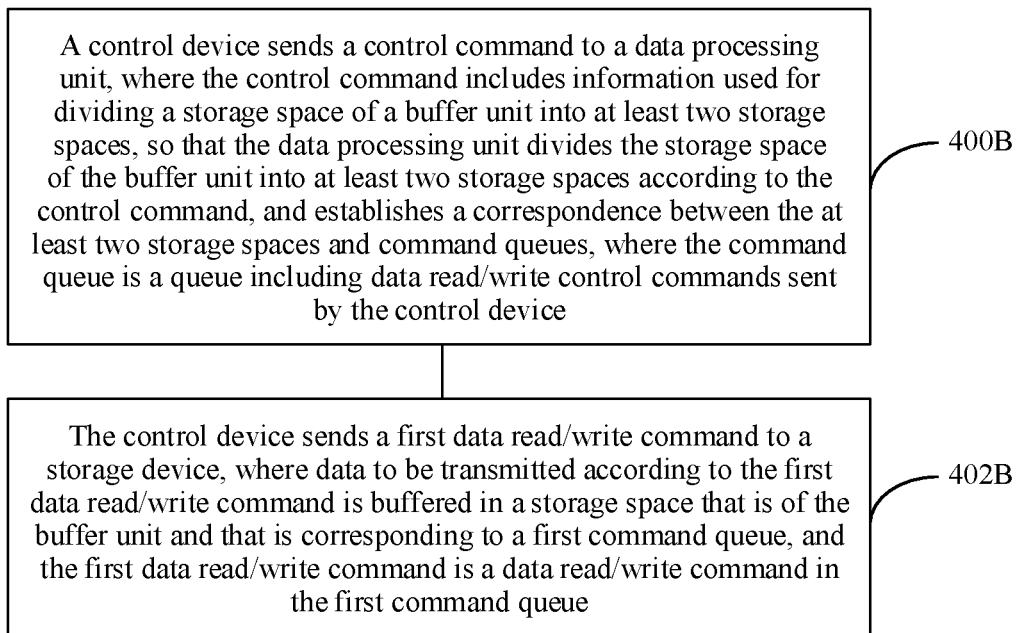 A control device sends a control command to a data processing
unit, where the control command includes information used for
dividing a storage space of a buffer unit into at least two storage
spaces, so that the data processing unit divides the storage space
of the buffer unit into at least two storage spaces according to the
control command, and establishes a correspondence between the at
least two storage spaces and command queues, where the command
queue is a queue including data read/write control commands sent
by the control device
400B
The control device sends a first data read/write command to a
storage device, where data to be transmitted according to the first
data read/write command is buffered in a storage space that is of the
buffer unit and that is corresponding to a first command queue, and
the first data read/write command is a data read/write command in
the first command queue
402B